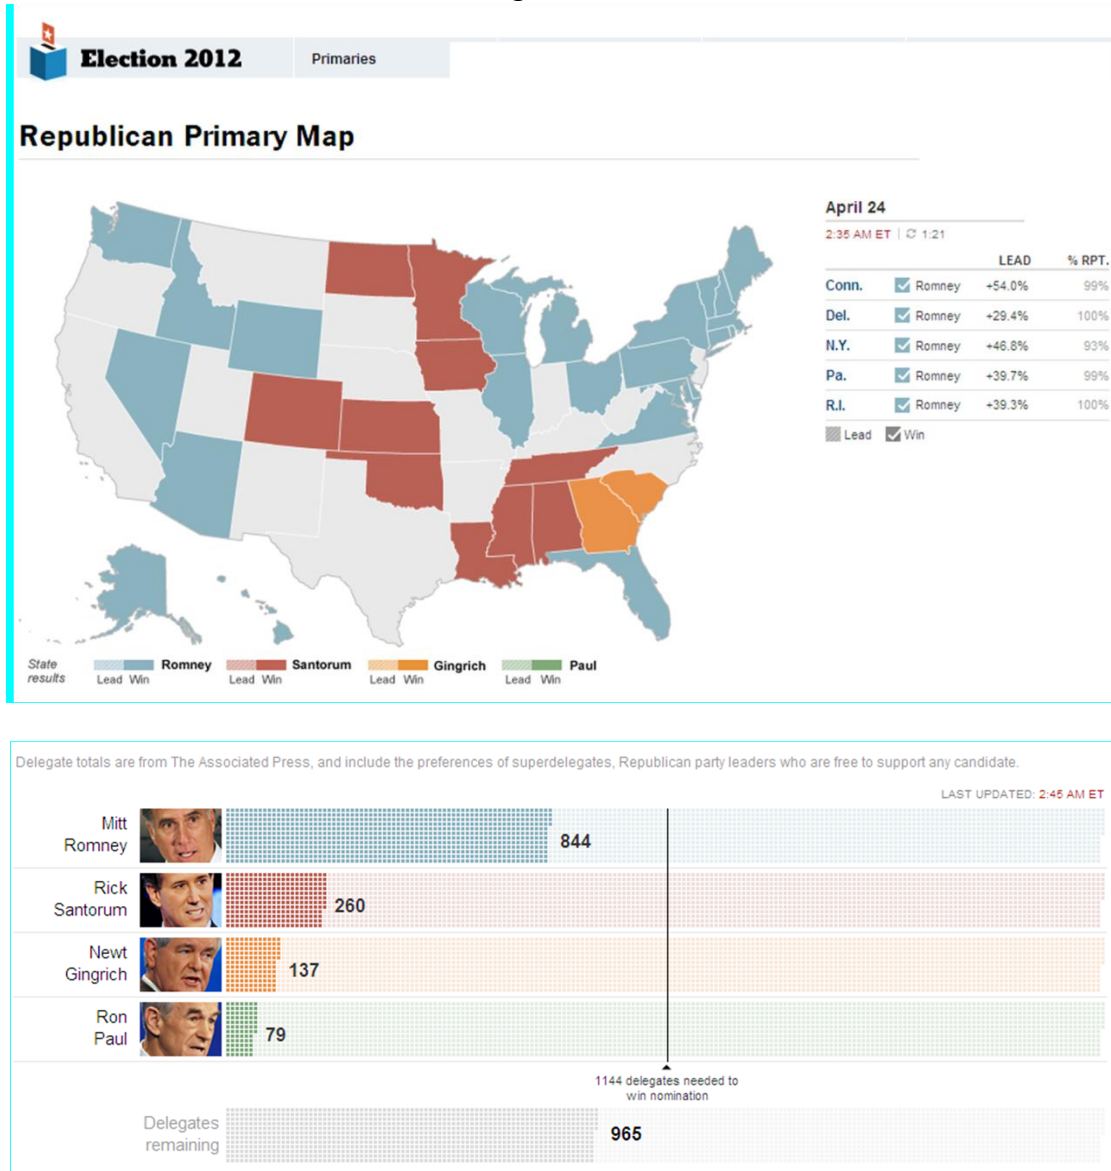 Election 2012
Primaries
Republican Primary Map
April 24
2:35 AM ET | 1:21
LEAD % RPT.
Conn. Romney +54.0% 99%
Del. Romney +29.4% 100%
N.Y. Romney +46.8% 93%
Pa. Romney +39.7% 99%
R.I. Romney +39.3% 100%
Lead Win
State results
Romney Lead Win
Santorum Lead Win
Gingrich Lead Win
Paul Lead Win
Delegate totals are from The Associated Press, and include the preferences of superdelegates, Republican party leaders who are free to support any candidate.
LAST UPDATED: 2:45 AM ET
Mitt
Romney
844
Rick
Santorum
260
Newt
Gingrich
137
Ron
Paul
79
1144 delegates needed to
win nomination
Delegates
remaining
965